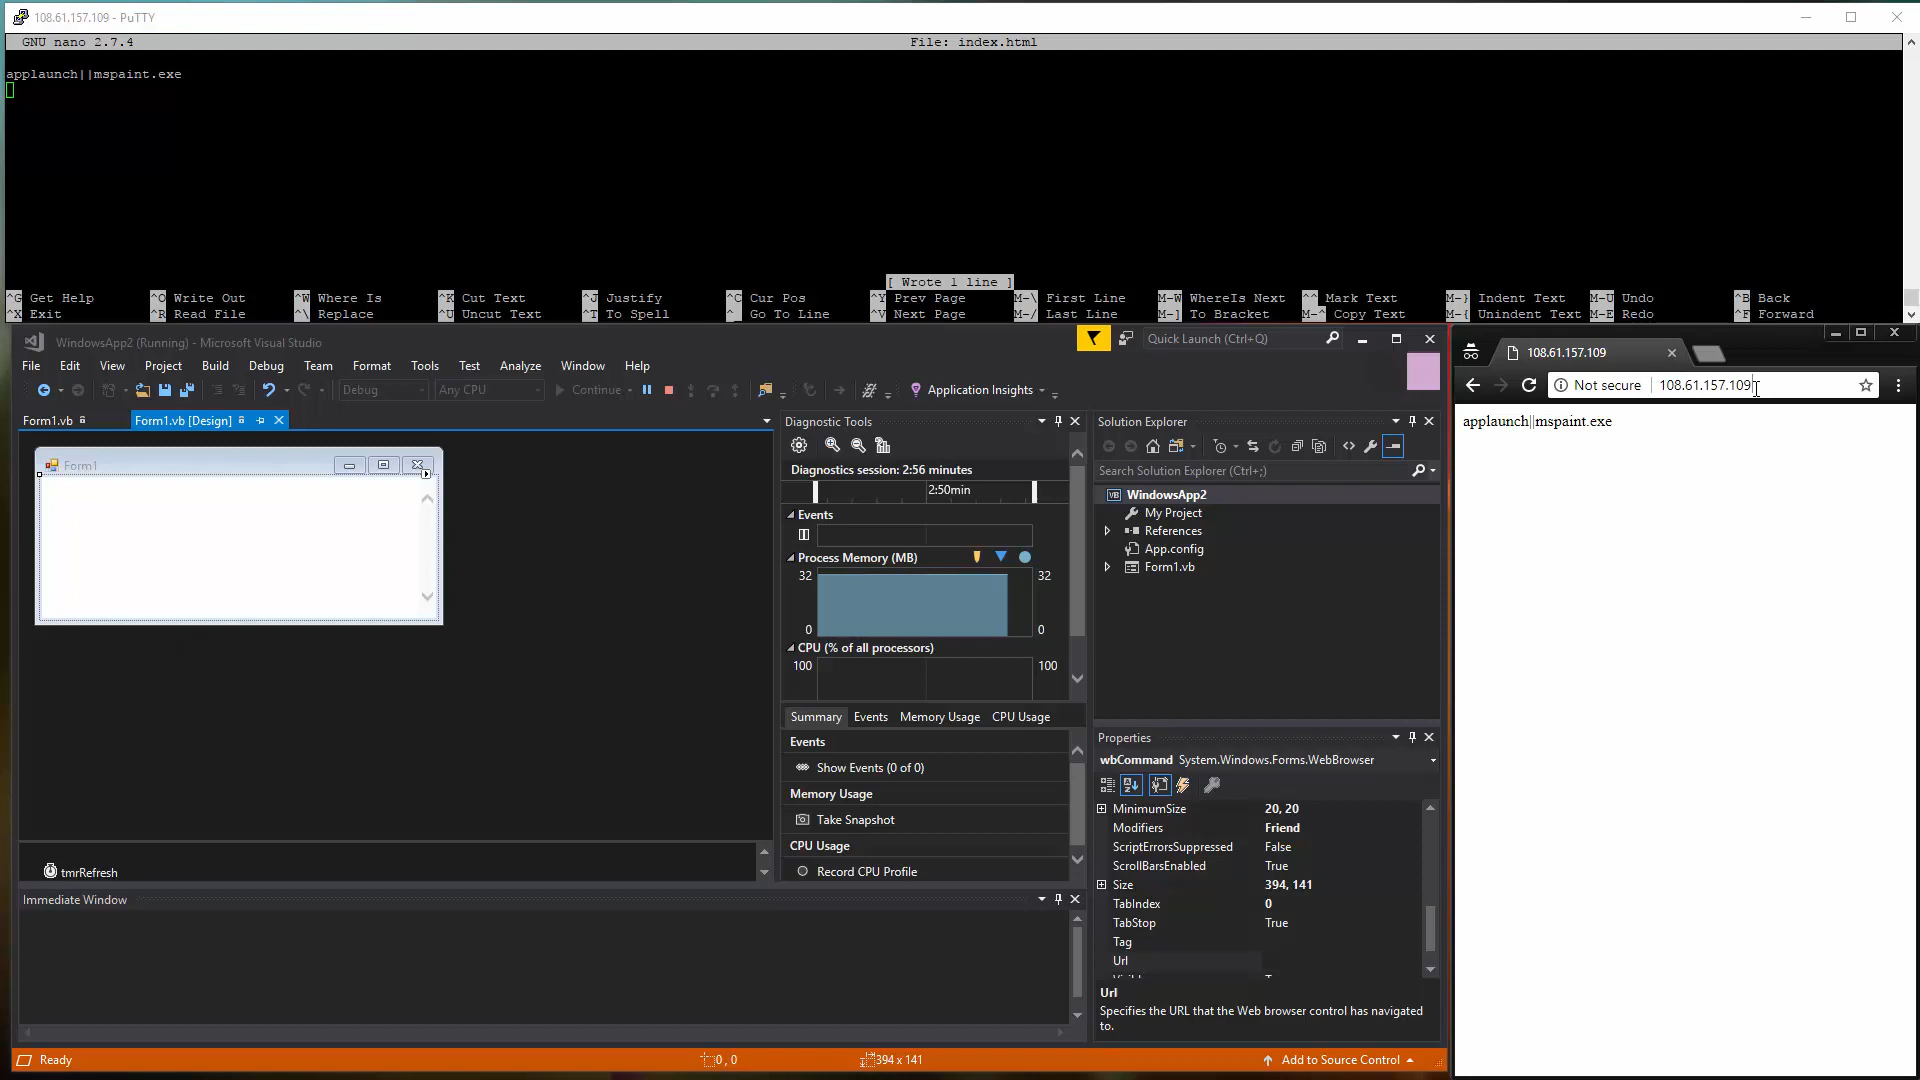 108.61.157.109 - PuTTY
GNU nano 2.7.4 File: index.html
applaunch||mspaint.exe
[ Wrote 1 line ]
^G Get Help ^O Write Out ^W Where Is ^K Cut Text ^J Justify ^C Cur Pos ^Y Prev Page M-\ First Line M-W WhereIs Next ^^ Mark Text M-} Indent Text M-U Undo ^B Back
^X Exit ^R Read File ^\ Replace ^U Uncut Text ^T To Spell ^_ Go To Line ^V Next Page M-/ Last Line M-] To Bracket M-^ Copy Text M-{ Unindent Text M-E Redo ^F Forward
WindowsApp2 (Running) - Microsoft Visual Studio
Quick Launch (Ctrl+Q)
File Edit View Project Build Debug Team Format Tools Test Analyze Window Help
Debug Any CPU Continue Application Insights
Form1.vb Form1.vb [Design]
Form1
tmrRefresh
Immediate Window
Diagnostic Tools
Diagnostics session: 2:56 minutes
2:50min
Events
Process Memory (MB)
32 32
0 0
CPU (% of all processors)
100 100
Summary Events Memory Usage CPU Usage
Events
Show Events (0 of 0)
Memory Usage
Take Snapshot
CPU Usage
Record CPU Profile
Solution Explorer
Search Solution Explorer (Ctrl+;)
VB WindowsApp2
My Project
References
App.config
Form1.vb
Properties
wbCommand System.Windows.Forms.WebBrowser
MinimumSize 20, 20
Modifiers Friend
ScriptErrorsSuppressed False
ScrollBarsEnabled True
Size 394, 141
TabIndex 0
TabStop True
Tag
Url
Url
Specifies the URL that the Web browser control has navigated
to.
Ready 0 , 0 394 x 141 Add to Source Control
108.61.157.109
Not secure 108.61.157.109
applaunch||mspaint.exe